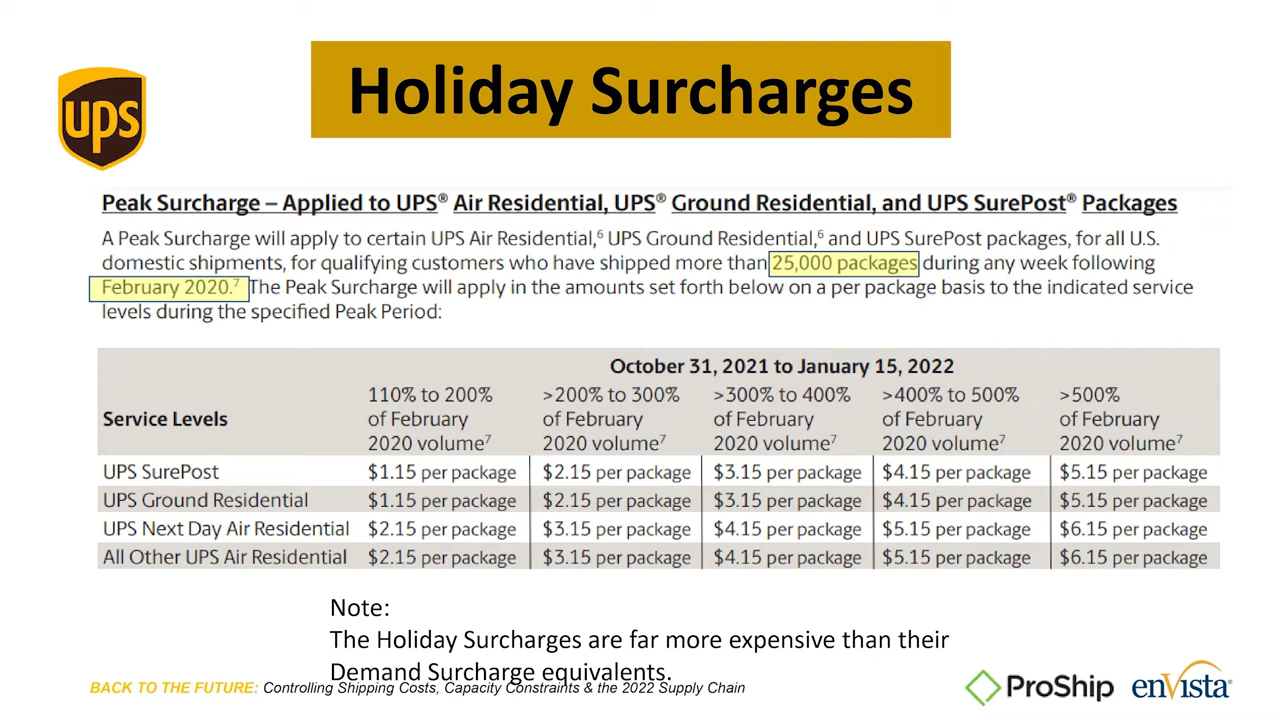 ups
Holiday Surcharges
Peak Surcharge – Applied to UPS® Air Residential, UPS® Ground Residential, and UPS SurePost® Packages
A Peak Surcharge will apply to certain UPS Air Residential,⁶ UPS Ground Residential,⁶ and UPS SurePost packages, for all U.S.
domestic shipments, for qualifying customers who have shipped more than 25,000 packages during any week following
February 2020.⁷ The Peak Surcharge will apply in the amounts set forth below on a per package basis to the indicated service
levels during the specified Peak Period:
October 31, 2021 to January 15, 2022
110% to 200% >200% to 300% >300% to 400% >400% to 500% >500%
Service Levels of February of February of February of February of February
2020 volume⁷ 2020 volume⁷ 2020 volume⁷ 2020 volume⁷ 2020 volume⁷
UPS SurePost $1.15 per package $2.15 per package $3.15 per package $4.15 per package $5.15 per package
UPS Ground Residential $1.15 per package $2.15 per package $3.15 per package $4.15 per package $5.15 per package
UPS Next Day Air Residential $2.15 per package $3.15 per package $4.15 per package $5.15 per package $6.15 per package
All Other UPS Air Residential $2.15 per package $3.15 per package $4.15 per package $5.15 per package $6.15 per package
Note:
The Holiday Surcharges are far more expensive than their
Demand Surcharge equivalents.
BACK TO THE FUTURE: Controlling Shipping Costs, Capacity Constraints & the 2022 Supply Chain
ProShip enVista®